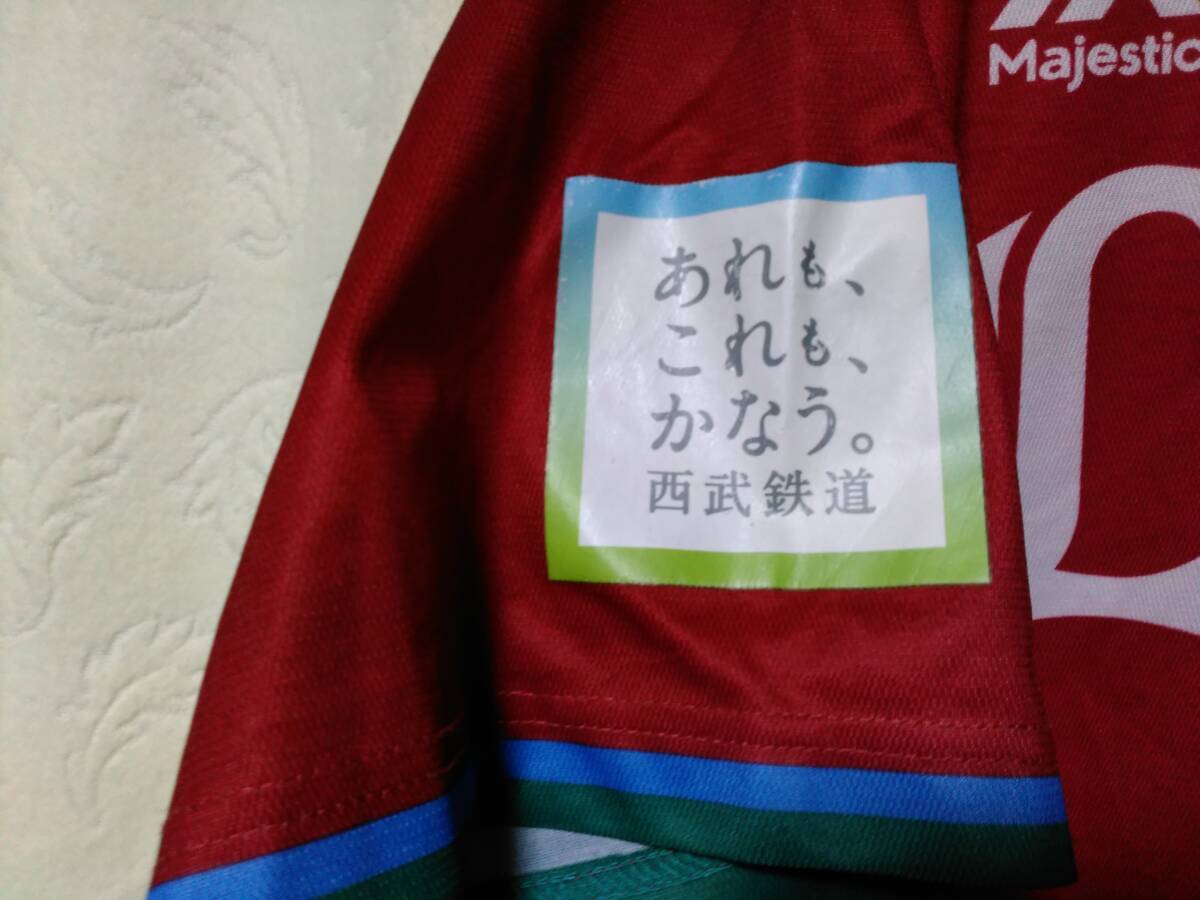 Majestic
あれも、
これも、
かなう。
西武鉄道